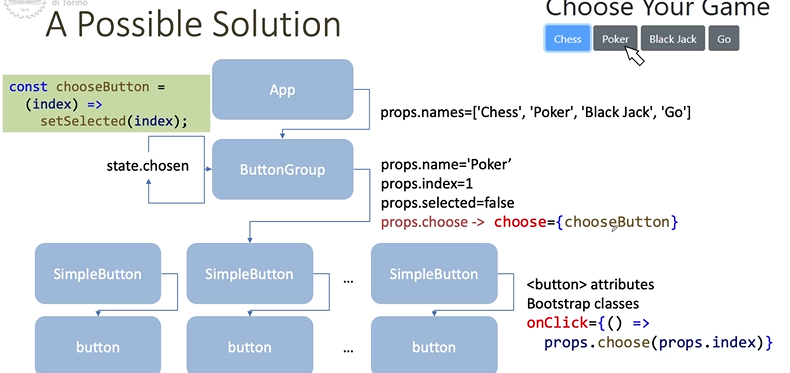 di Torino
A Possible Solution
Choose Your Game
Chess
Poker
Black Jack
Go
const chooseButton =
(index) =>
setSelected(index);
App
props.names=['Chess', 'Poker', 'Black Jack', 'Go']
state.chosen
ButtonGroup
props.name='Poker’
props.index=1
props.selected=false
props.choose -> choose={chooseButton}
SimpleButton
SimpleButton
...
SimpleButton
<button> attributes
Bootstrap classes
onClick={() =>
props.choose(props.index)}
button
button
...
button